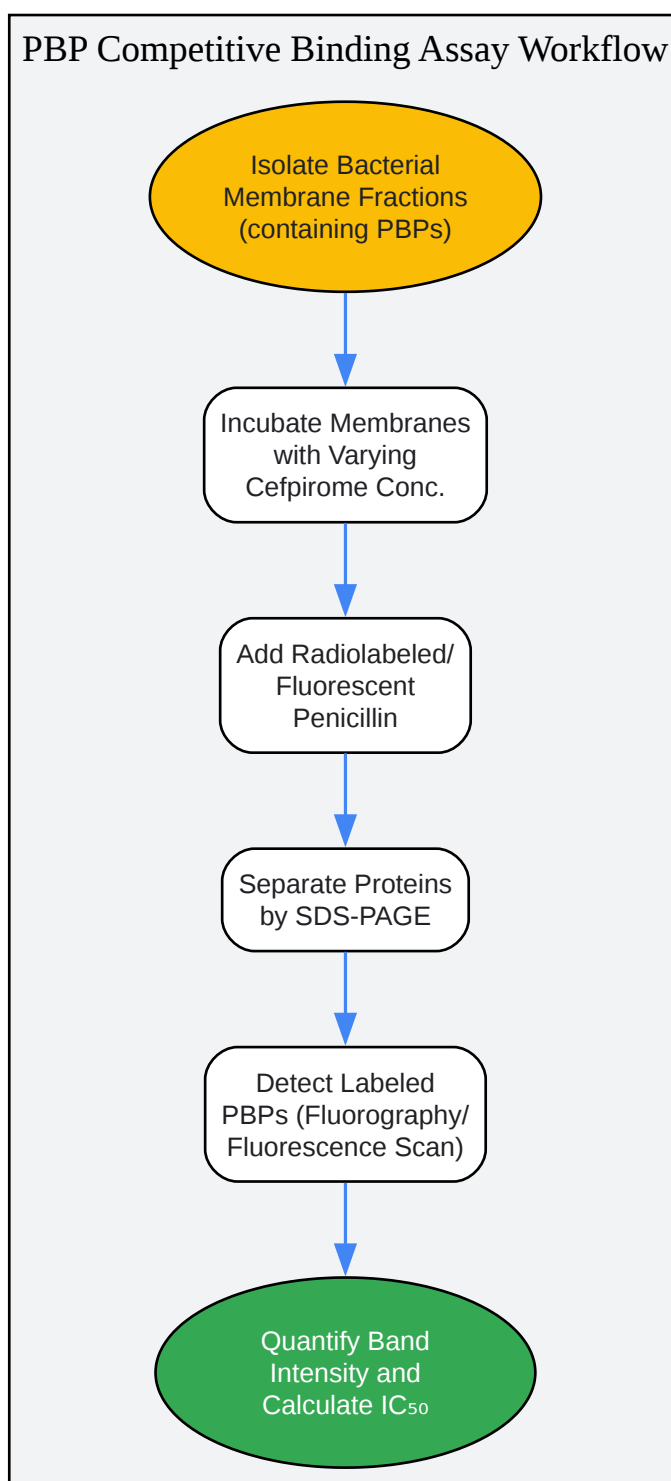 PBP Competitive Binding Assay Workflow
Isolate Bacterial
Membrane Fractions
(containing PBPs)
Incubate Membranes
with Varying
Cefpirome Conc.
Add Radiolabeled/
Fluorescent
Penicillin
Separate Proteins
by SDS-PAGE
Detect Labeled
PBPs (Fluorography/
Fluorescence Scan)
Quantify Band
Intensity and
Calculate IC₅₀